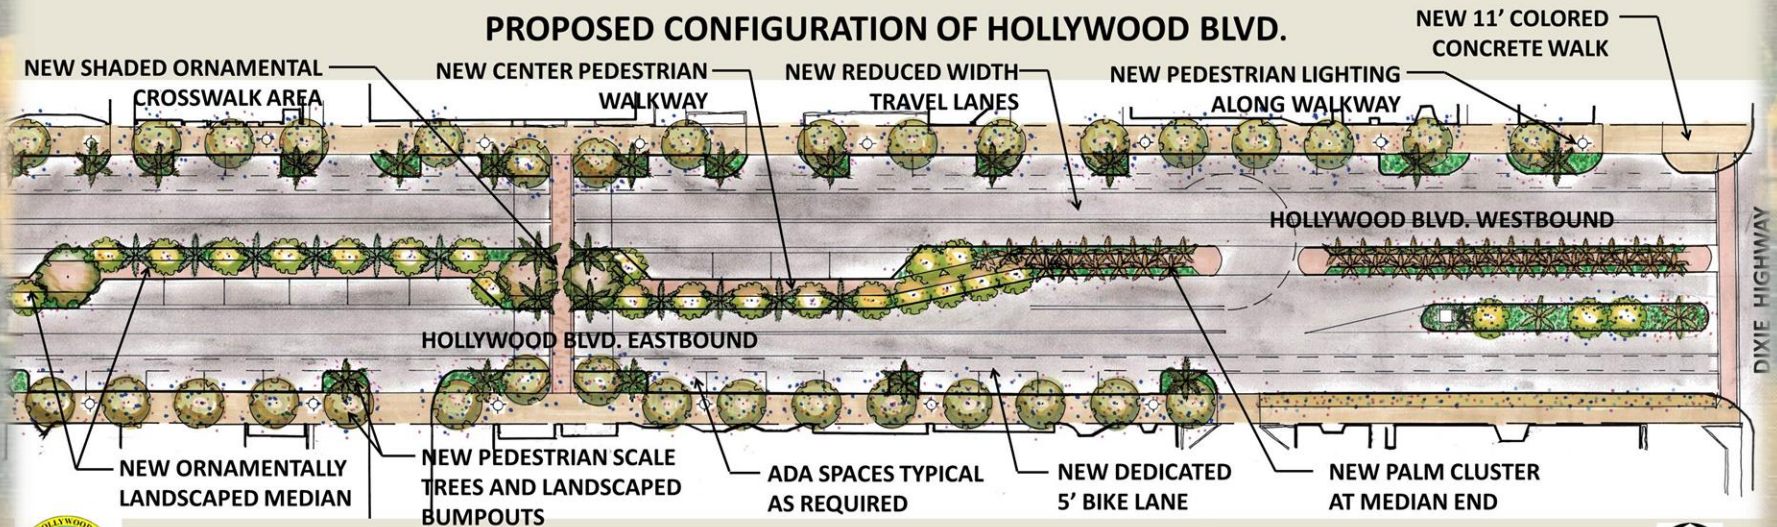 PROPOSED CONFIGURATION OF HOLLYWOOD BLVD.
NEW 11' COLORED
CONCRETE WALK
NEW SHADED ORNAMENTAL
CROSSWALK AREA
NEW CENTER PEDESTRIAN
WALKWAY
NEW REDUCED WIDTH
TRAVEL LANES
NEW PEDESTRIAN LIGHTING
ALONG WALKWAY
HOLLYWOOD BLVD. WESTBOUND
DIXIE HIGHWAY
HOLLYWOOD BLVD. EASTBOUND
NEW ORNAMENTALLY
LANDSCAPED MEDIAN
NEW PEDESTRIAN SCALE
TREES AND LANDSCAPED
BUMPOUTS
ADA SPACES TYPICAL
AS REQUIRED
NEW DEDICATED
5' BIKE LANE
NEW PALM CLUSTER
AT MEDIAN END
HOLLYWOOD